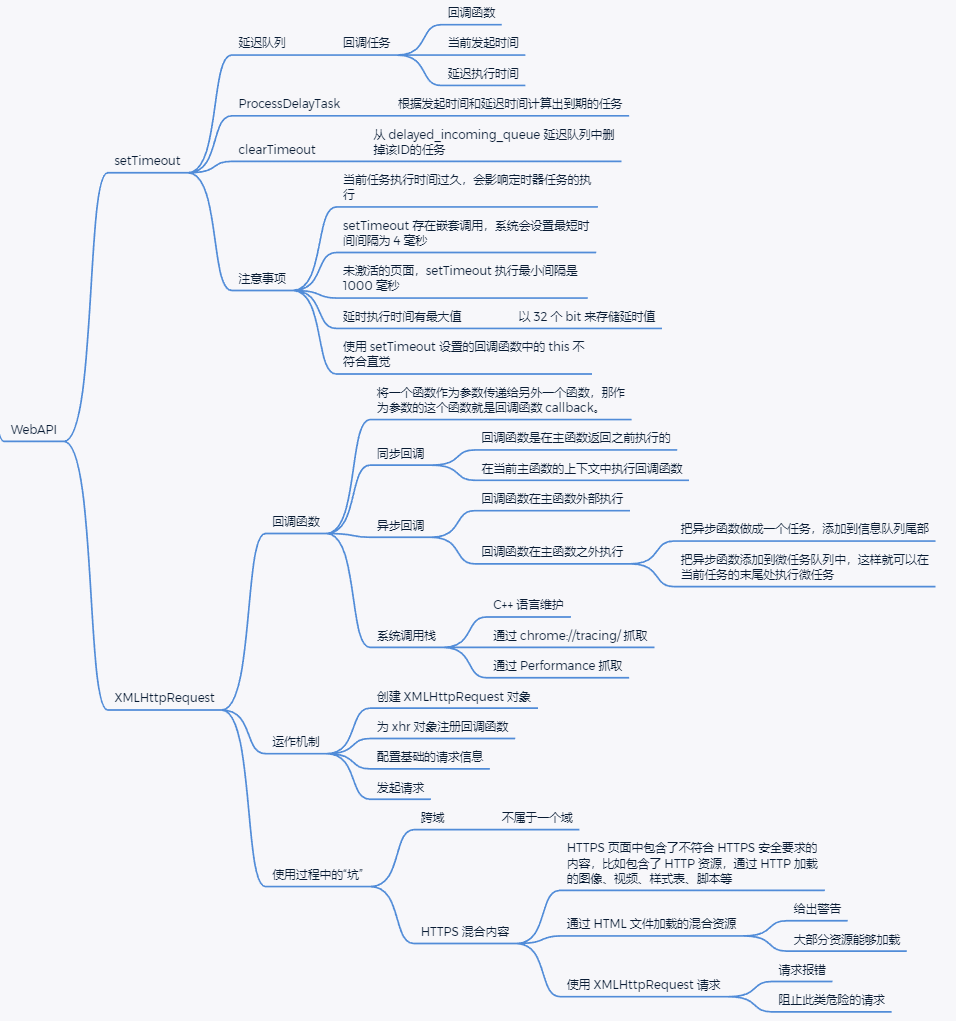 WebAPI
setTimeout
延迟队列
回调任务
回调函数
当前发起时间
延迟执行时间
ProcessDelayTask
根据发起时间和延迟时间计算出到期的任务
clearTimeout
从 delayed_incoming_queue 延迟队列中删
掉该ID的任务
注意事项
当前任务执行时间过久，会影响定时器任务的执
行
setTimeout 存在嵌套调用，系统会设置最短时
间间隔为 4 毫秒
未激活的页面，setTimeout 执行最小间隔是
1000 毫秒
延时执行时间有最大值
以 32 个 bit 来存储延时值
使用 setTimeout 设置的回调函数中的 this 不
符合直觉
XMLHttpRequest
回调函数
将一个函数作为参数传递给另外一个函数，那作
为参数的这个函数就是回调函数 callback。
同步回调
回调函数是在主函数返回之前执行的
在当前主函数的上下文中执行回调函数
异步回调
回调函数在主函数外部执行
回调函数在主函数之外执行
把异步函数做成一个任务，添加到信息队列尾部
把异步函数添加到微任务队列中，这样就可以在
当前任务的末尾处执行微任务
系统调用栈
C++ 语言维护
通过 chrome://tracing/ 抓取
通过 Performance 抓取
运作机制
创建 XMLHttpRequest 对象
为 xhr 对象注册回调函数
配置基础的请求信息
发起请求
使用过程中的“坑”
跨域
不属于一个域
HTTPS 混合内容
HTTPS 页面中包含了不符合 HTTPS 安全要求的
内容，比如包含了 HTTP 资源，通过 HTTP 加载
的图像、视频、样式表、脚本等
通过 HTML 文件加载的混合资源
给出警告
大部分资源能够加载
使用 XMLHttpRequest 请求
请求报错
阻止此类危险的请求